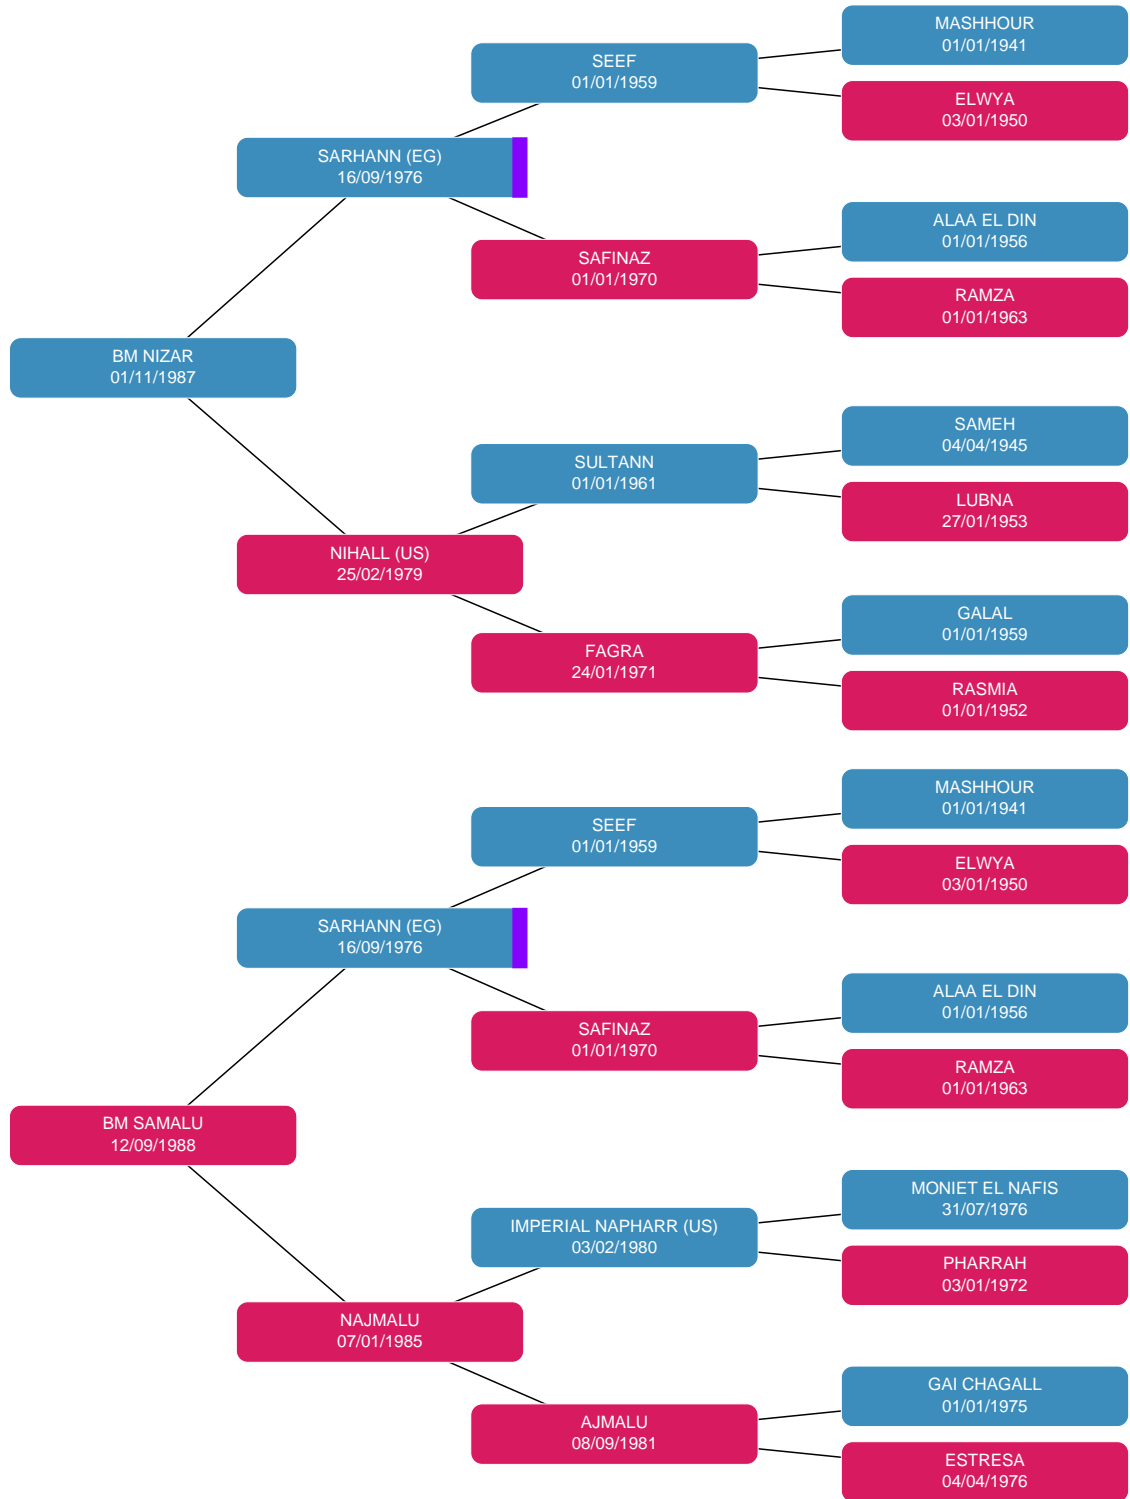 MASHHOUR
01/01/1941
SEEF
01/01/1959
ELWYA
03/01/1950
SARHANN (EG)
16/09/1976
ALAA EL DIN
01/01/1956
SAFINAZ
01/01/1970
RAMZA
01/01/1963
BM NIZAR
01/11/1987
SAMEH
04/04/1945
SULTANN
01/01/1961
LUBNA
27/01/1953
NIHALL (US)
25/02/1979
GALAL
01/01/1959
FAGRA
24/01/1971
RASMIA
01/01/1952
MASHHOUR
01/01/1941
SEEF
01/01/1959
ELWYA
03/01/1950
SARHANN (EG)
16/09/1976
ALAA EL DIN
01/01/1956
SAFINAZ
01/01/1970
RAMZA
01/01/1963
BM SAMALU
12/09/1988
MONIET EL NAFIS
31/07/1976
IMPERIAL NAPHARR (US)
03/02/1980
PHARRAH
03/01/1972
NAJMALU
07/01/1985
GAI CHAGALL
01/01/1975
AJMALU
08/09/1981
ESTRESA
04/04/1976